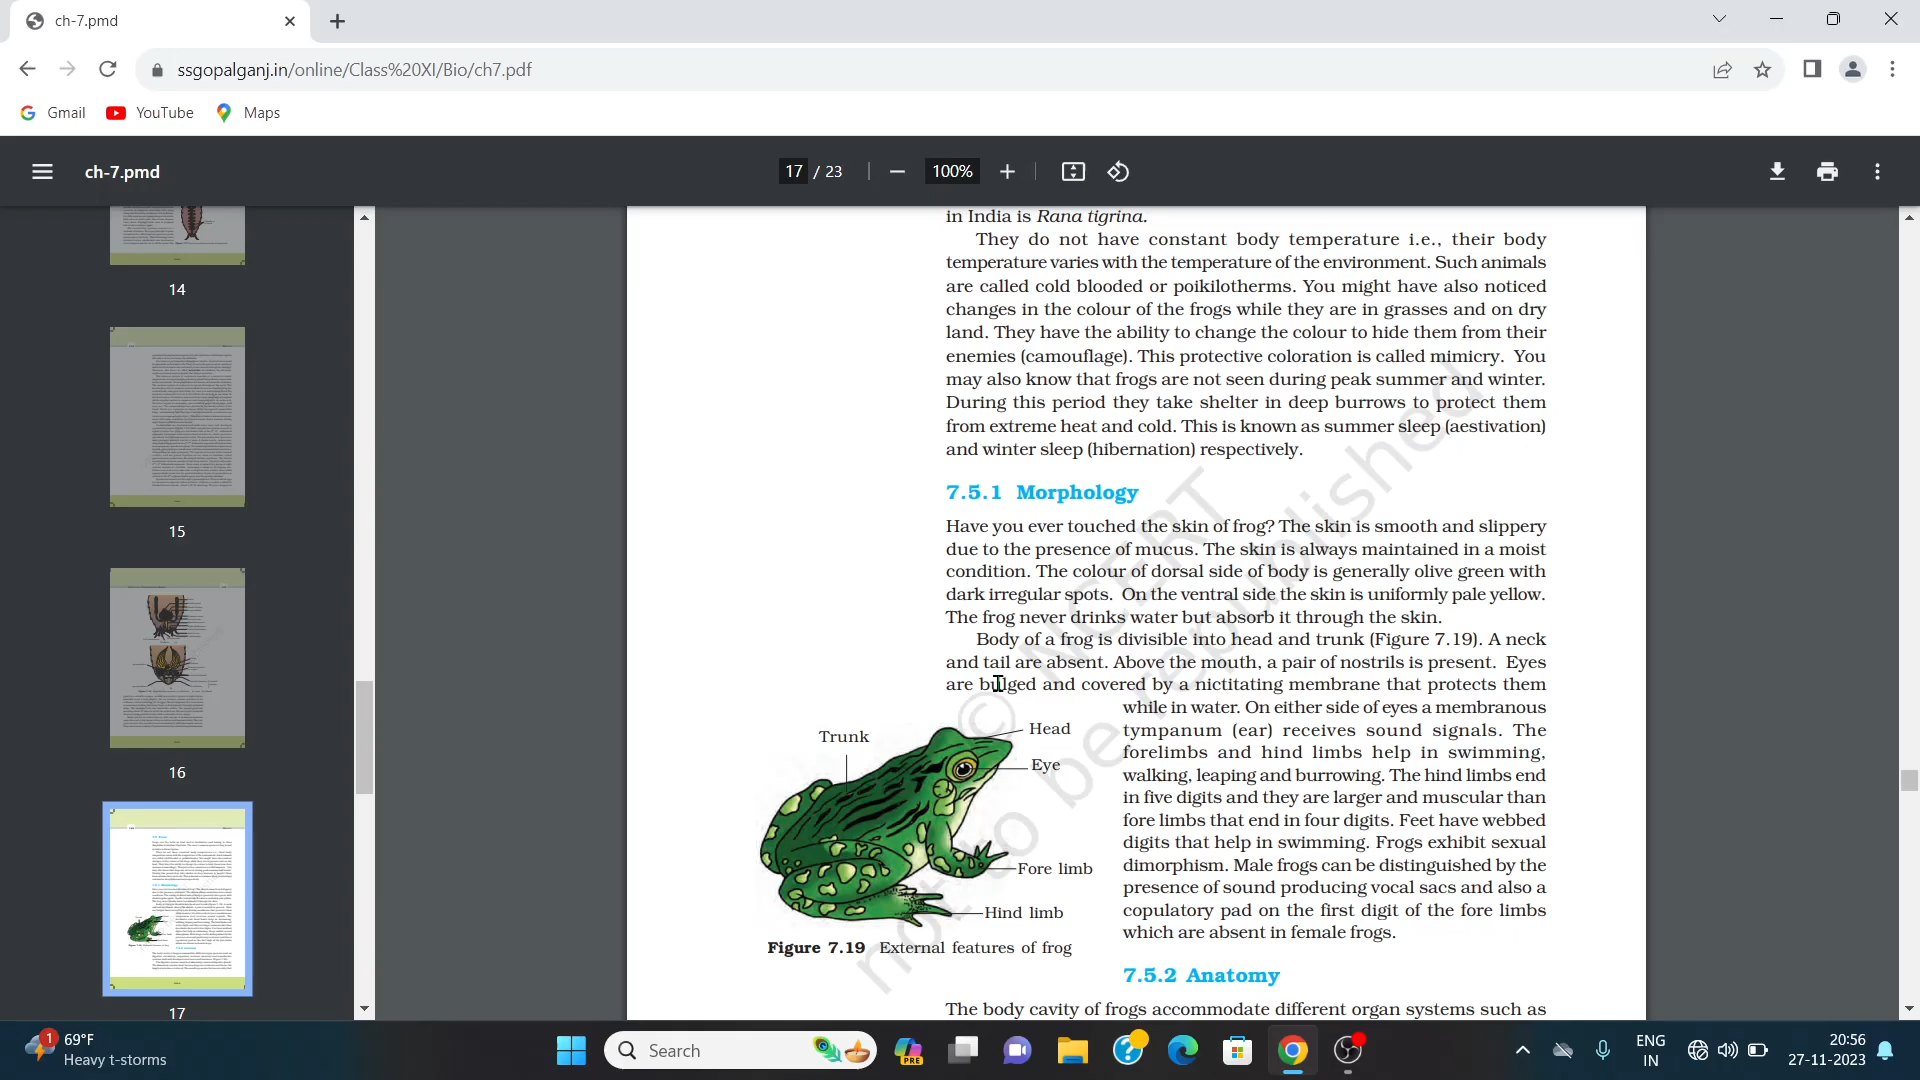 ch-7.pmd
ssgopalganj.in/online/Class%20XI/Bio/ch7.pdf
Gmail YouTube Maps
ch-7.pmd 17 / 23 100%
14
15
16
17
in India is Rana tigrina.
They do not have constant body temperature i.e., their body
temperature varies with the temperature of the environment. Such animals
are called cold blooded or poikilotherms. You might have also noticed
changes in the colour of the frogs while they are in grasses and on dry
land. They have the ability to change the colour to hide them from their
enemies (camouflage). This protective coloration is called mimicry. You
may also know that frogs are not seen during peak summer and winter.
During this period they take shelter in deep burrows to protect them
from extreme heat and cold. This is known as summer sleep (aestivation)
and winter sleep (hibernation) respectively.
7.5.1 Morphology
Have you ever touched the skin of frog? The skin is smooth and slippery
due to the presence of mucus. The skin is always maintained in a moist
condition. The colour of dorsal side of body is generally olive green with
dark irregular spots. On the ventral side the skin is uniformly pale yellow.
The frog never drinks water but absorb it through the skin.
Body of a frog is divisible into head and trunk (Figure 7.19). A neck
and tail are absent. Above the mouth, a pair of nostrils is present. Eyes
are bulged and covered by a nictitating membrane that protects them
while in water. On either side of eyes a membranous
tympanum (ear) receives sound signals. The
forelimbs and hind limbs help in swimming,
walking, leaping and burrowing. The hind limbs end
in five digits and they are larger and muscular than
fore limbs that end in four digits. Feet have webbed
digits that help in swimming. Frogs exhibit sexual
dimorphism. Male frogs can be distinguished by the
presence of sound producing vocal sacs and also a
copulatory pad on the first digit of the fore limbs
which are absent in female frogs.
Trunk
Head
Eye
Fore limb
Hind limb
Figure 7.19 External features of frog
7.5.2 Anatomy
The body cavity of frogs accommodate different organ systems such as
© NCERT
not to be republished
1
69°F
Heavy t-storms
Search
PRE
ENG
IN
20:56
27-11-2023